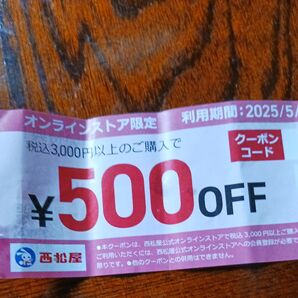 オンラインストア限定 利用期間：2025/5/
税込3,000円以上のご購入で
クーポン
コード
¥500OFF
西松屋
●本クーポンは、西松屋公式オンラインストアで税込 3,000円以上ご購入
ご利用いただくには、西松屋公式オンラインストアへの会員登録が必要で
限りです。●他のクーポンとの併用はできません。